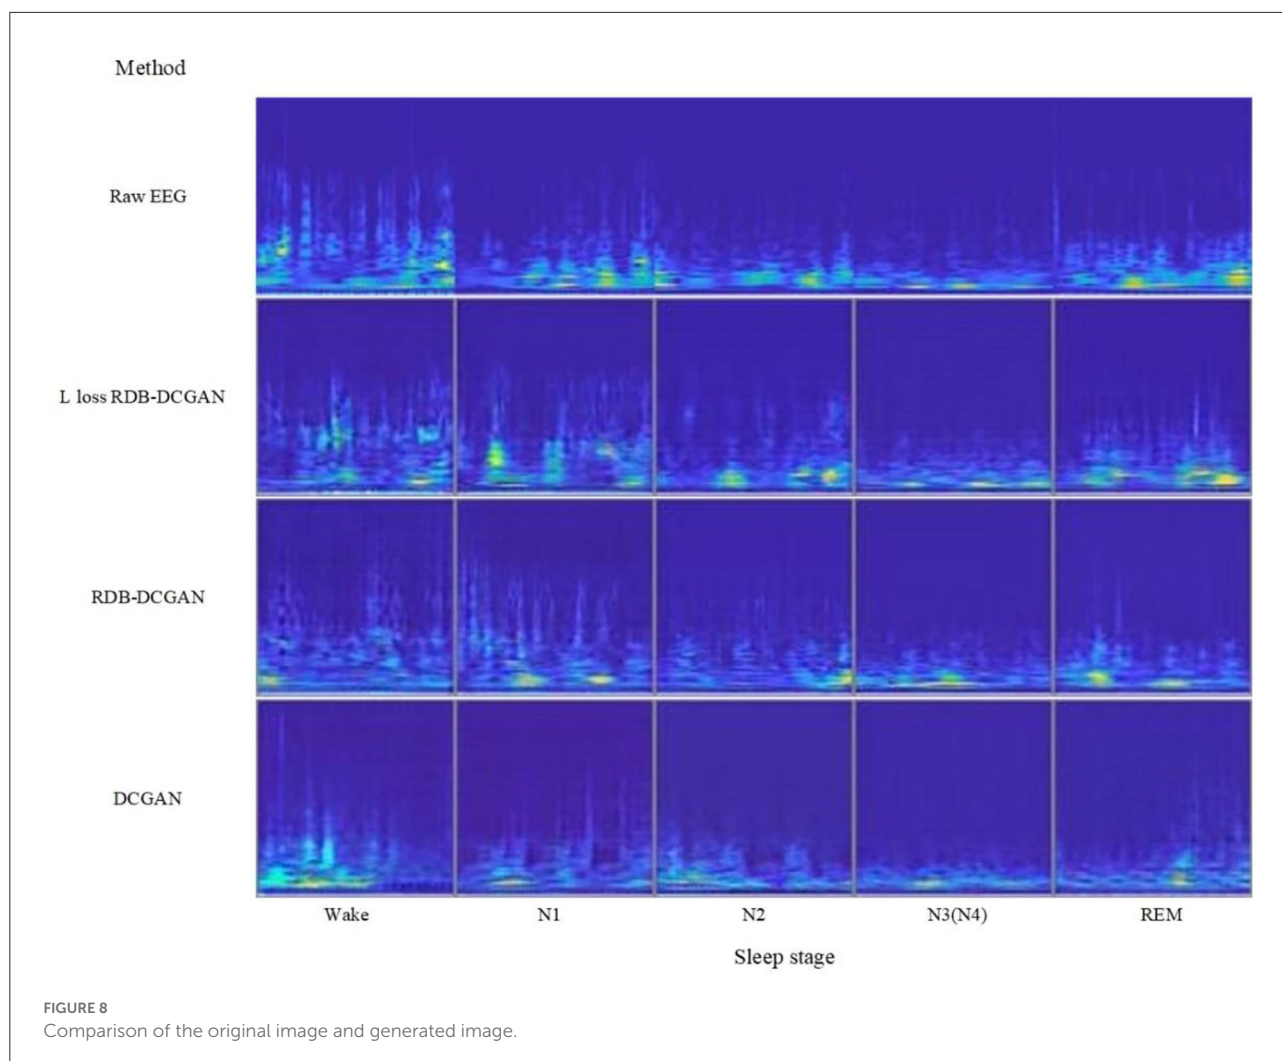 Method
Raw EEG
L loss RDB-DCGAN
RDB-DCGAN
DCGAN
Wake N1 N2 N3(N4) REM
Sleep stage
FIGURE 8
Comparison of the original image and generated image.